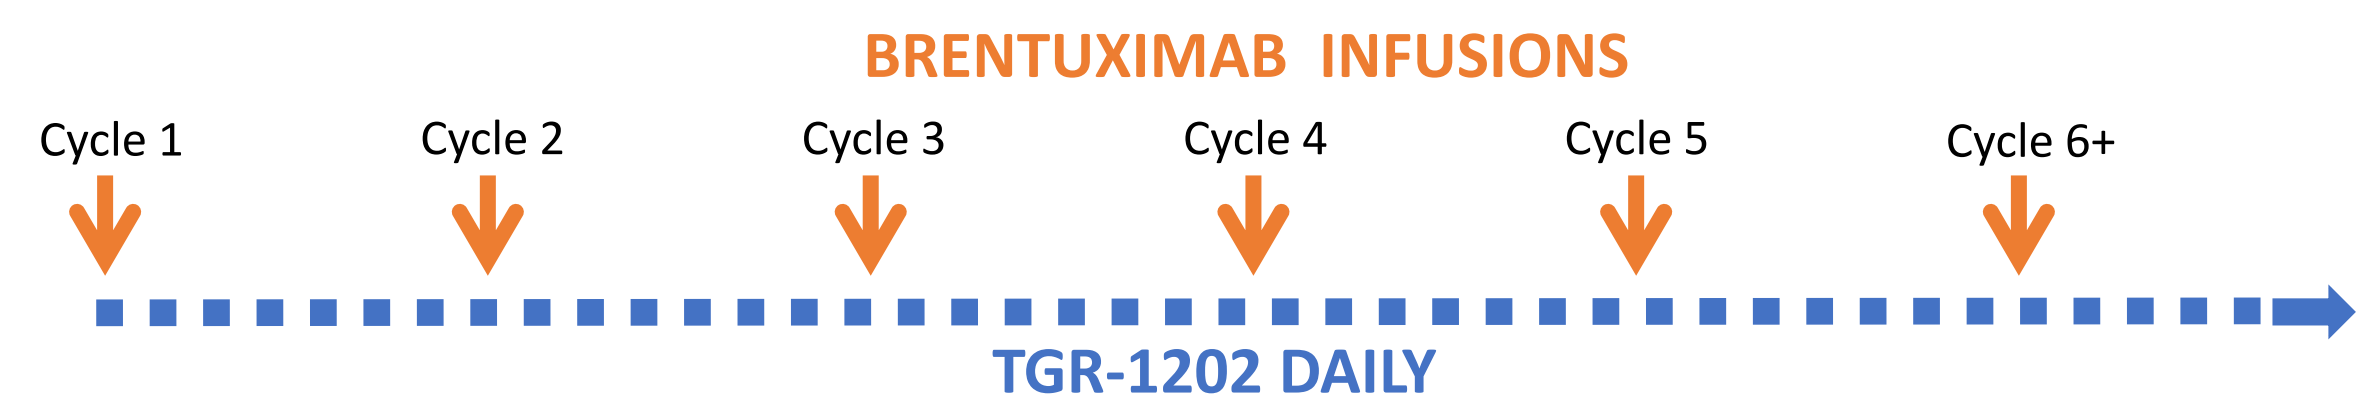 BRENTUXIMAB INFUSIONS
Cycle 1 Cycle 2 Cycle 3 Cycle 4 Cycle 5 Cycle 6+
TGR-1202 DAILY